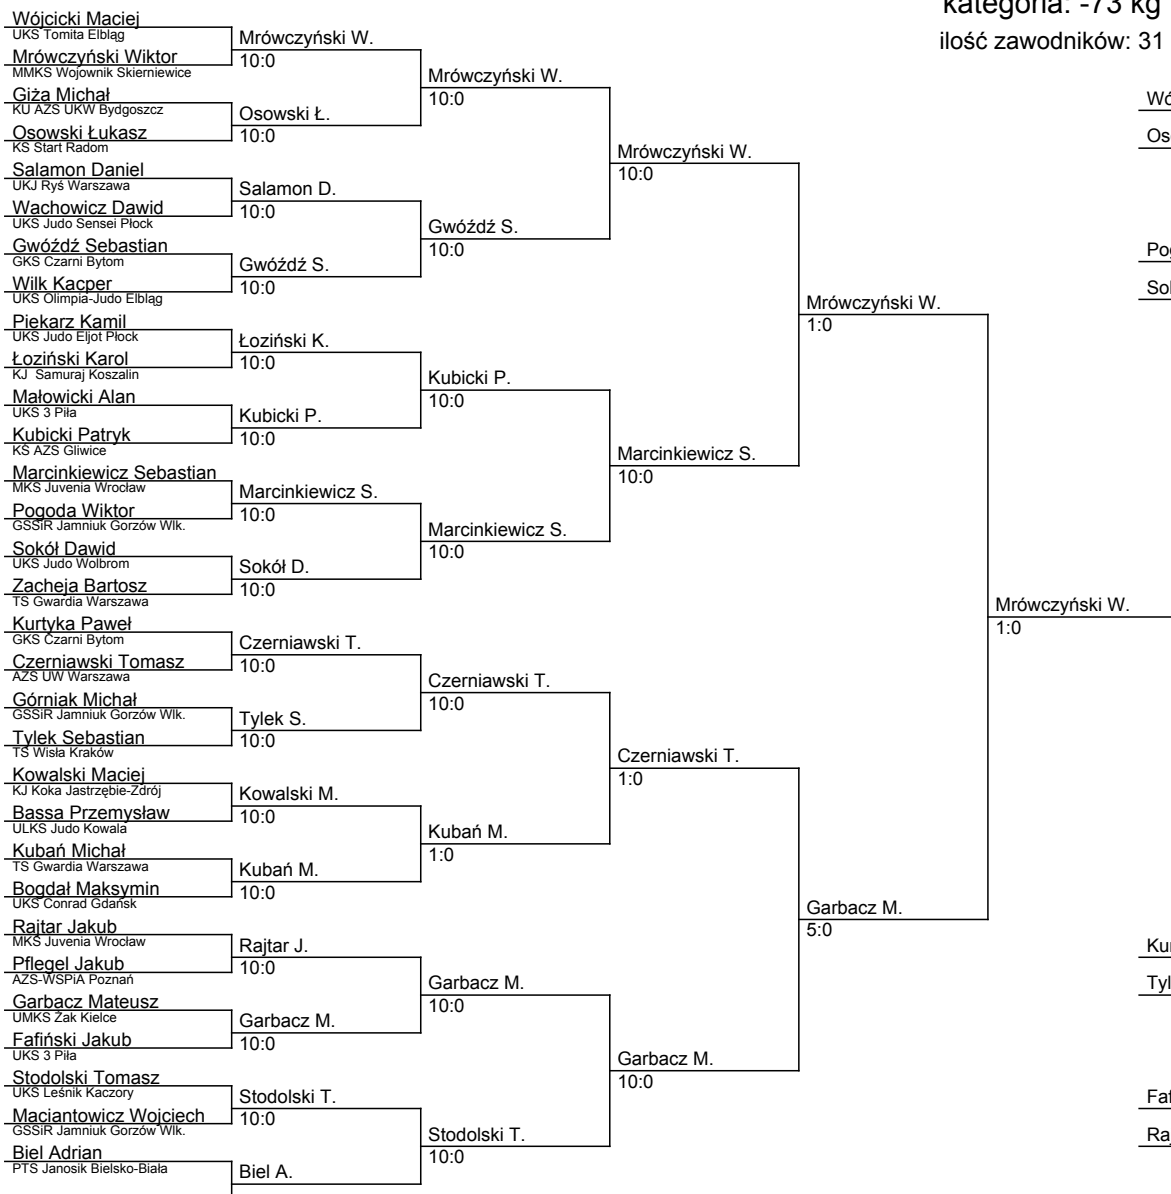 kategoria: -73 kg
ilość zawodników: 31
Wójcicki Maciej
UKS Tomita Elbląg
Mrówczyński Wiktor
MMKS Wojownik Skierniewice
Giża Michał
KU AZS UKW Bydgoszcz
Osowski Łukasz
KS Start Radom
Salamon Daniel
UKJ Ryś Warszawa
Wachowicz Dawid
UKS Judo Sensei Płock
Gwóźdź Sebastian
GKS Czarni Bytom
Wilk Kacper
UKS Olimpia-Judo Elbląg
Piekarz Kamil
UKS Judo Eljot Płock
Łoziński Karol
KJ Samuraj Koszalin
Małowicki Alan
UKS 3 Piła
Kubicki Patryk
KŚ AZS Gliwice
Marcinkiewicz Sebastian
MKS Juvenia Wrocław
Pogoda Wiktor
GSSiR Jamniuk Gorzów Wlk.
Sokół Dawid
UKS Judo Wolbrom
Zacheja Bartosz
TS Gwardia Warszawa
Kurtyka Paweł
GKS Czarni Bytom
Czerniawski Tomasz
AZS UW Warszawa
Górniak Michał
GSSiR Jamniuk Gorzów Wlk.
Tylek Sebastian
TS Wisła Kraków
Kowalski Maciej
KJ Koka Jastrzębie-Zdrój
Bassa Przemysław
ULKS Judo Kowala
Kubań Michał
TS Gwardia Warszawa
Bogdał Maksymin
UKS Conrad Gdańsk
Rajtar Jakub
MKS Juvenia Wrocław
Pflegel Jakub
AZS-WSPiA Poznań
Garbacz Mateusz
UMKS Żak Kielce
Fafiński Jakub
UKS 3 Piła
Stodolski Tomasz
UKS Leśnik Kaczory
Maciantowicz Wojciech
GSSiR Jamniuk Gorzów Wlk.
Biel Adrian
PTS Janosik Bielsko-Biała
Mrówczyński W.
10:0
Osowski Ł.
10:0
Salamon D.
10:0
Gwóźdź S.
10:0
Łoziński K.
10:0
Kubicki P.
10:0
Marcinkiewicz S.
10:0
Sokół D.
10:0
Czerniawski T.
10:0
Tylek S.
10:0
Kowalski M.
10:0
Kubań M.
10:0
Rajtar J.
10:0
Garbacz M.
10:0
Stodolski T.
10:0
Biel A.
Mrówczyński W.
10:0
Gwóźdź S.
10:0
Kubicki P.
10:0
Marcinkiewicz S.
10:0
Czerniawski T.
10:0
Kubań M.
1:0
Garbacz M.
10:0
Stodolski T.
10:0
Mrówczyński W.
10:0
Marcinkiewicz S.
10:0
Czerniawski T.
1:0
Garbacz M.
10:0
Mrówczyński W.
1:0
Garbacz M.
5:0
Mrówczyński W.
1:0